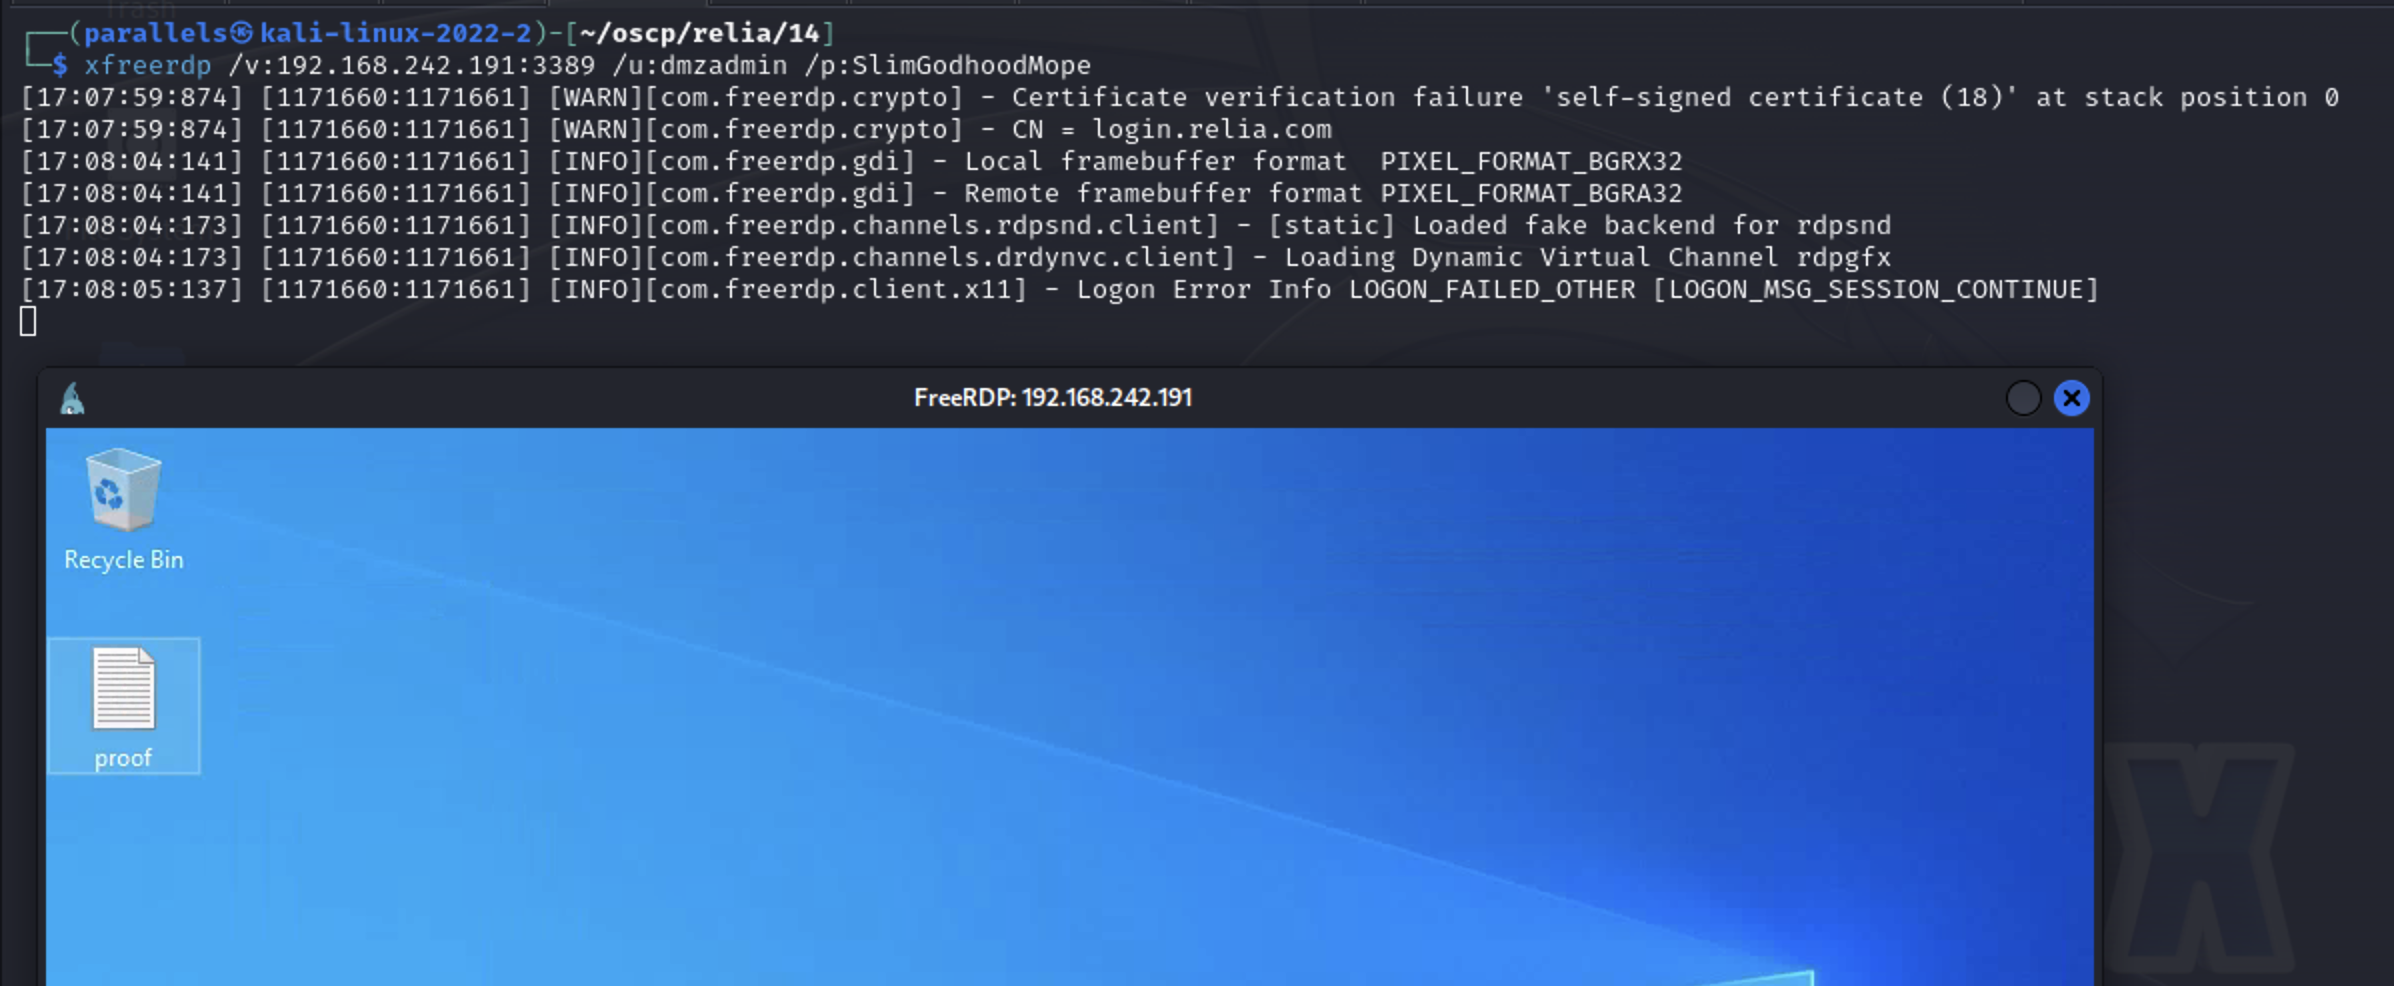 Trash
┌──(parallels㉿kali-linux-2022-2)-[~/oscp/relia/14]
└─$ xfreerdp /v:192.168.242.191:3389 /u:dmzadmin /p:SlimGodhoodMope
[17:07:59:874] [1171660:1171661] [WARN][com.freerdp.crypto] - Certificate verification failure 'self-signed certificate (18)' at stack position 0
[17:07:59:874] [1171660:1171661] [WARN][com.freerdp.crypto] - CN = login.relia.com
[17:08:04:141] [1171660:1171661] [INFO][com.freerdp.gdi] - Local framebuffer format  PIXEL_FORMAT_BGRX32
[17:08:04:141] [1171660:1171661] [INFO][com.freerdp.gdi] - Remote framebuffer format PIXEL_FORMAT_BGRA32
[17:08:04:173] [1171660:1171661] [INFO][com.freerdp.channels.rdpsnd.client] - [static] Loaded fake backend for rdpsnd
[17:08:04:173] [1171660:1171661] [INFO][com.freerdp.channels.drdynvc.client] - Loading Dynamic Virtual Channel rdpgfx
[17:08:05:137] [1171660:1171661] [INFO][com.freerdp.client.x11] - Logon Error Info LOGON_FAILED_OTHER [LOGON_MSG_SESSION_CONTINUE]
FreeRDP: 192.168.242.191
Recycle Bin
proof
X